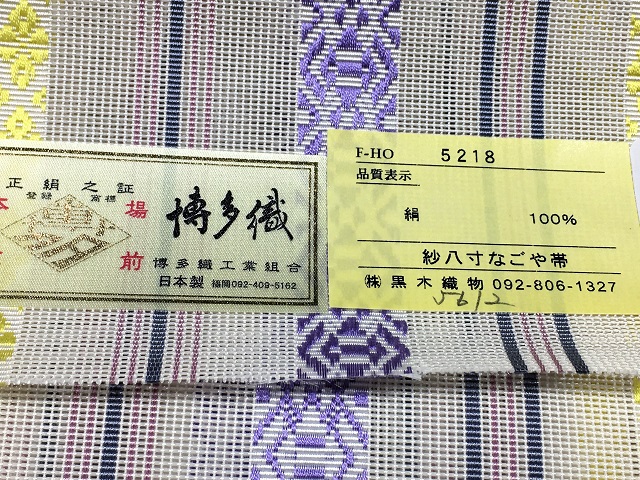 正絹之証
登録 商標
本場
筑前
博多織
博多織工業組合
日本製 福岡092-409-5162
F-HO 5218
品質表示
絹 100%
紗八寸なごや帯
㈱黒木織物 092-806-1327
5612